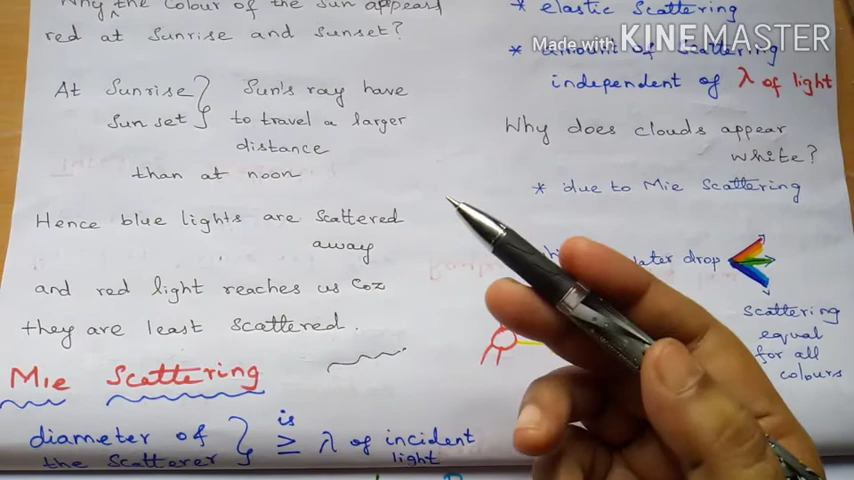 Why the Colour of the Sun appears
red at Sunrise and Sunset?
At Sunrise } Sun's ray have
Sun set to travel a larger
distance
than at noon
Hence blue lights are Scattered
away
and red light reaches us Coz
they are least scattered.
Mie Scattering
diameter of } is ≥ λ of incident
the Scatterer light
* elastic Scattering
Made with KINEMASTER
* amount of Scattering
independent of λ of light
Why does clouds appear
white?
* due to Mie Scattering
drop
Scattering
equal
for all
colours